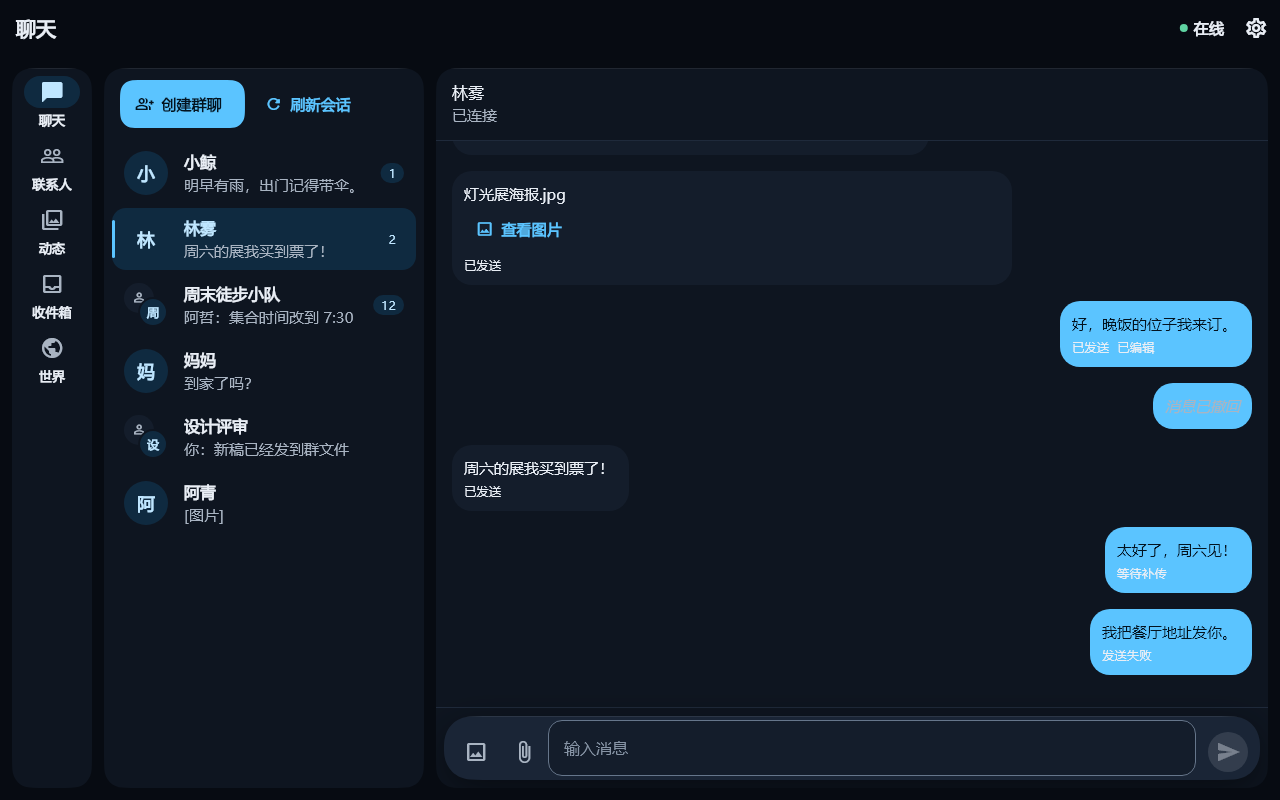 聊天
在线
聊天
联系人
动态
收件箱
世界
创建群聊
刷新会话
小
小鲸
明早有雨，出门记得带伞。
1
林
林雾
周六的展我买到票了！
2
周
周末徒步小队
阿哲：集合时间改到 7:30
12
妈
妈妈
到家了吗？
设
设计评审
你：新稿已经发到群文件
阿
阿青
[图片]
林雾
已连接
灯光展海报.jpg
查看图片
已发送
好，晚饭的位子我来订。
已发送 已编辑
消息已撤回
周六的展我买到票了！
已发送
太好了，周六见！
等待补传
我把餐厅地址发你。
发送失败
输入消息